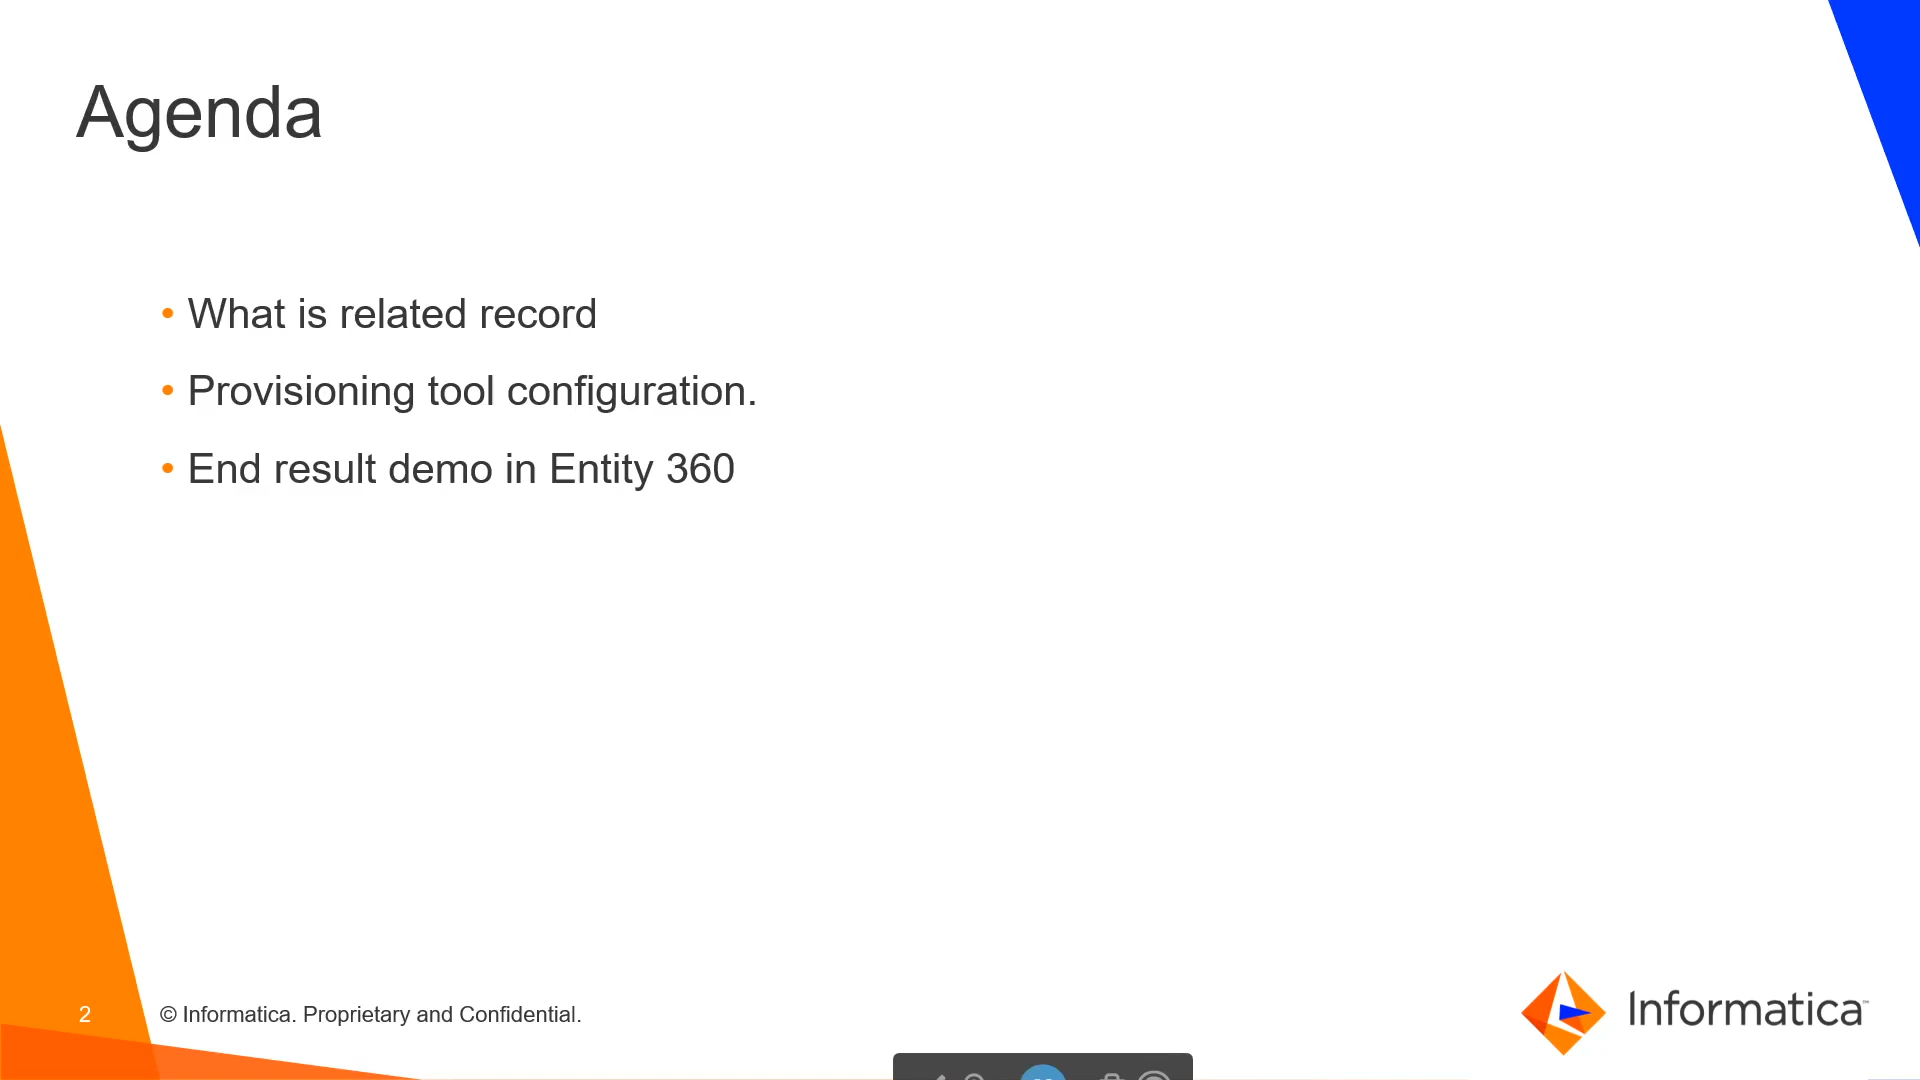 Agenda
• What is related record
• Provisioning tool configuration.
• End result demo in Entity 360
2
© Informatica. Proprietary and Confidential.
Informatica™